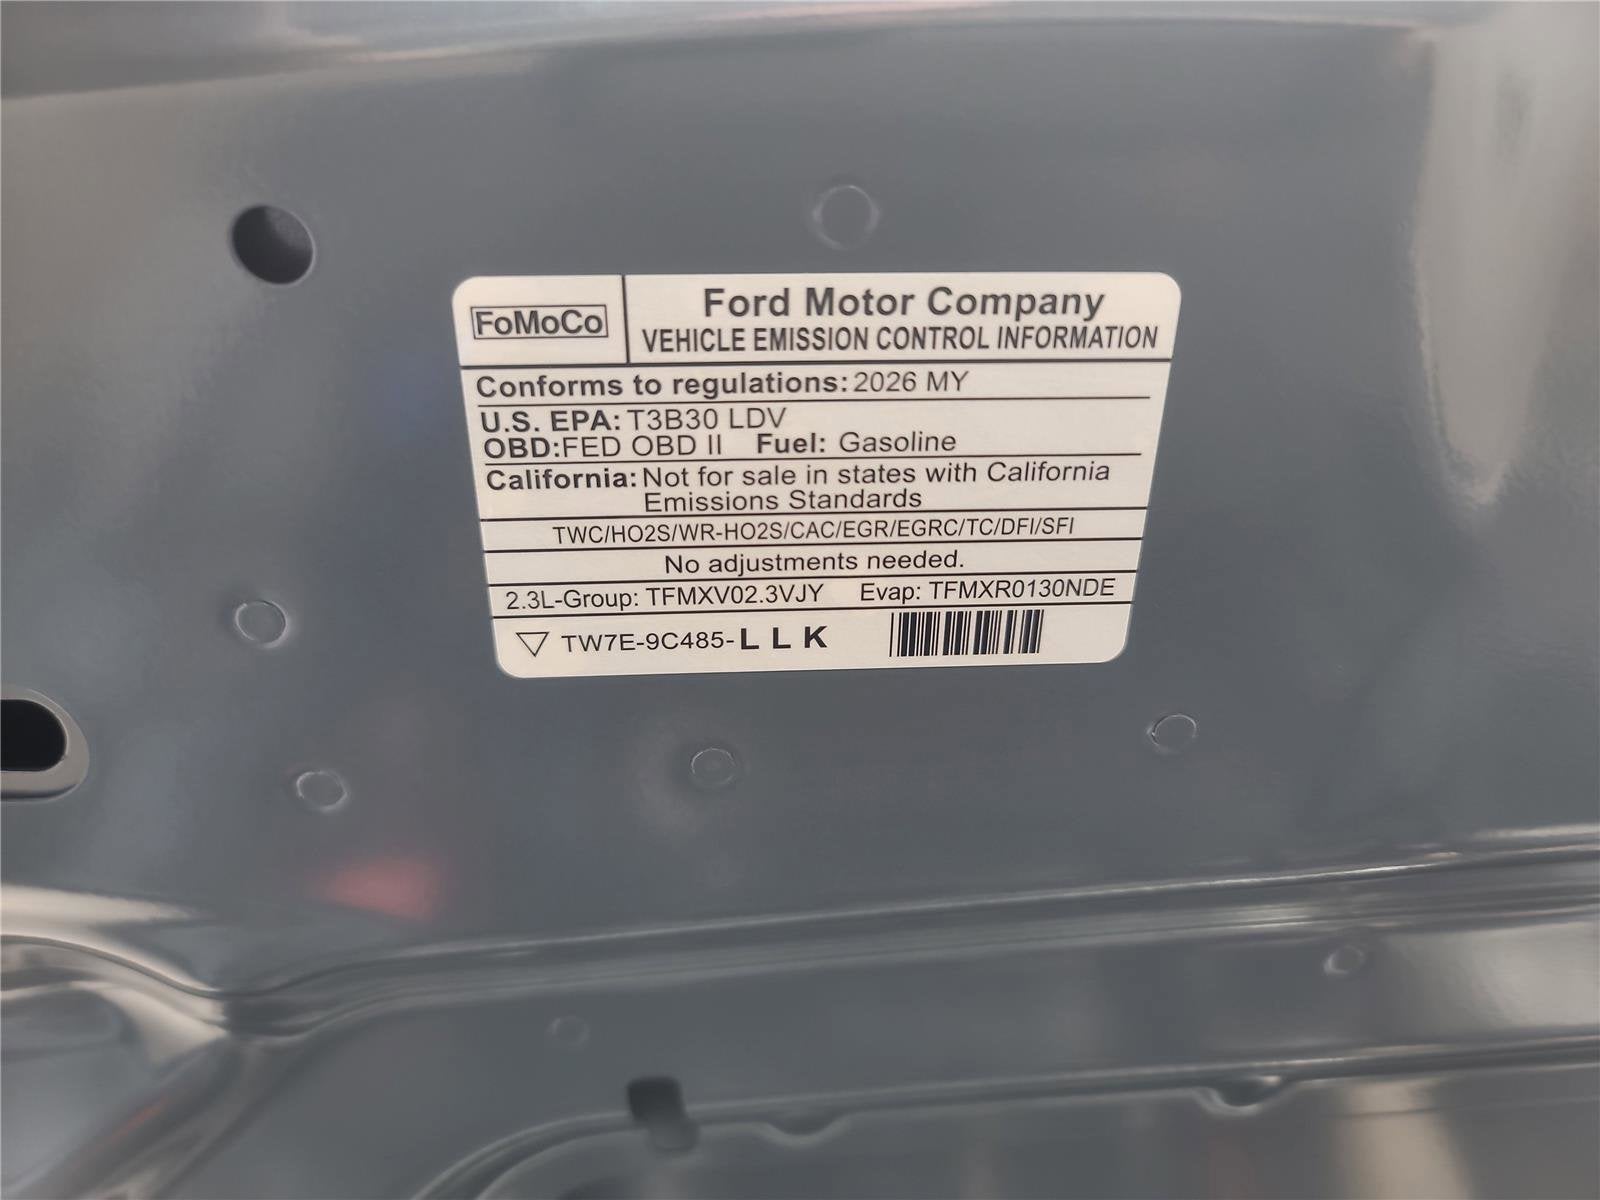 FoMoCo
Ford Motor Company
VEHICLE EMISSION CONTROL INFORMATION
Conforms to regulations: 2026 MY
U.S. EPA: T3B30 LDV
OBD:FED OBD II Fuel: Gasoline
California: Not for sale in states with California
Emissions Standards
TWC/HO2S/WR-HO2S/CAC/EGR/EGRC/TC/DFI/SFI
No adjustments needed.
2.3L-Group: TFMXV02.3VJY Evap: TFMXR0130NDE
TW7E-9C485-LLK